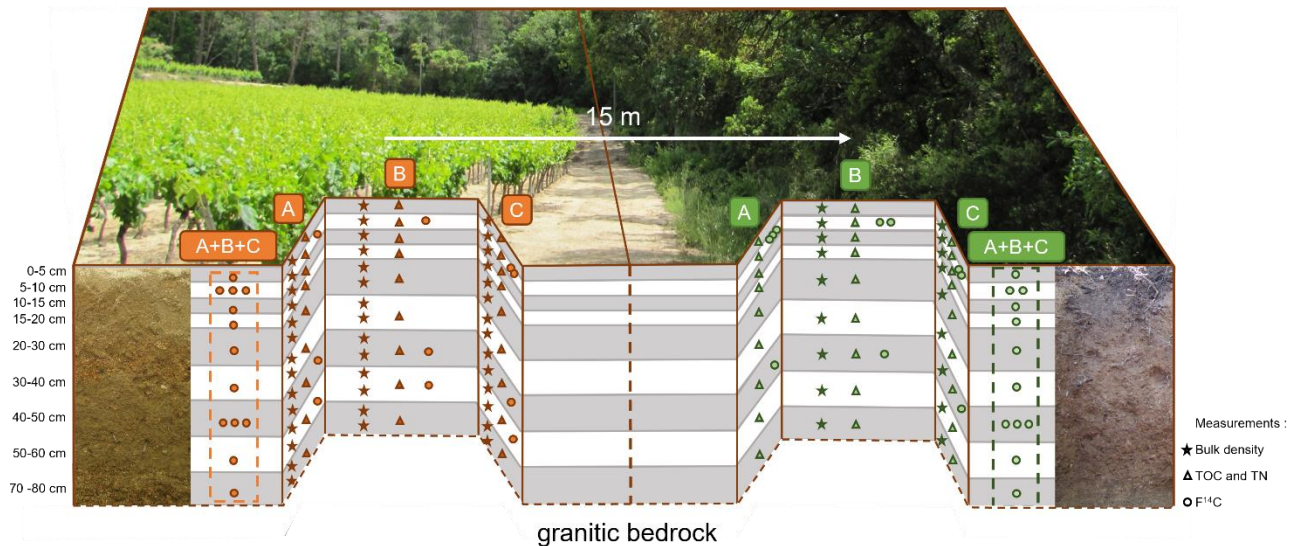 15 m
B
B
A
C
A
C
A+B+C
A+B+C
0-5 cm
5-10 cm
10-15 cm
15-20 cm
20-30 cm
30-40 cm
40-50 cm
50-60 cm
70 -80 cm
Measurements :
Bulk density
TOC and TN
F¹⁴C
granitic bedrock